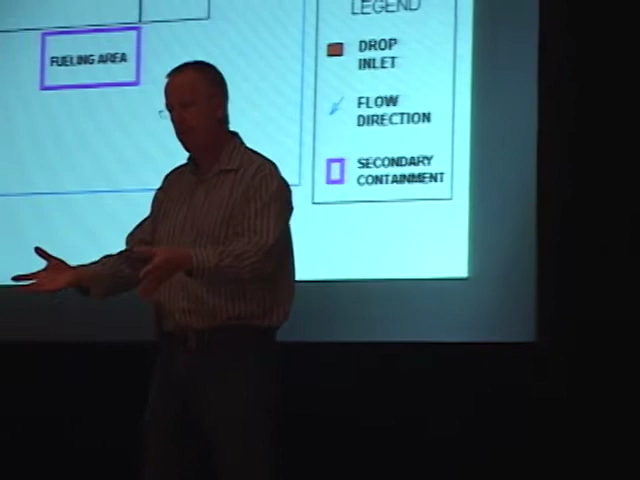 LEGEND
FUELING AREA
DROP
INLET
FLOW
DIRECTION
SECONDARY
CONTAINMENT